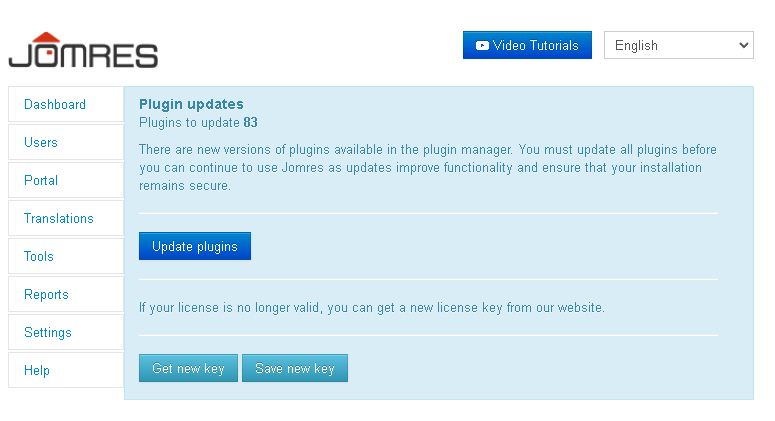 JOMRES
Video Tutorials
English
Dashboard
Users
Portal
Translations
Tools
Reports
Settings
Help
Plugin updates
Plugins to update 83
There are new versions of plugins available in the plugin manager. You must update all plugins before
you can continue to use Jomres as updates improve functionality and ensure that your installation
remains secure.
Update plugins
If your license is no longer valid, you can get a new license key from our website.
Get new key
Save new key